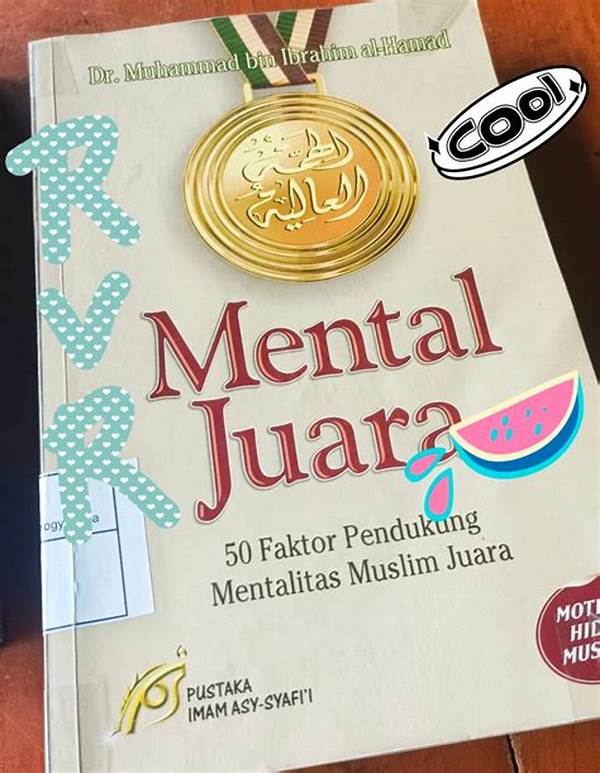 Dr. Muhammad bin Ibrahim al-Hamad
cool
R
V
R
الهمة
العالية
Mental
Juara
50 Faktor Pendukung
Mentalitas Muslim Juara
PUSTAKA
IMAM ASY-SYAFI'I